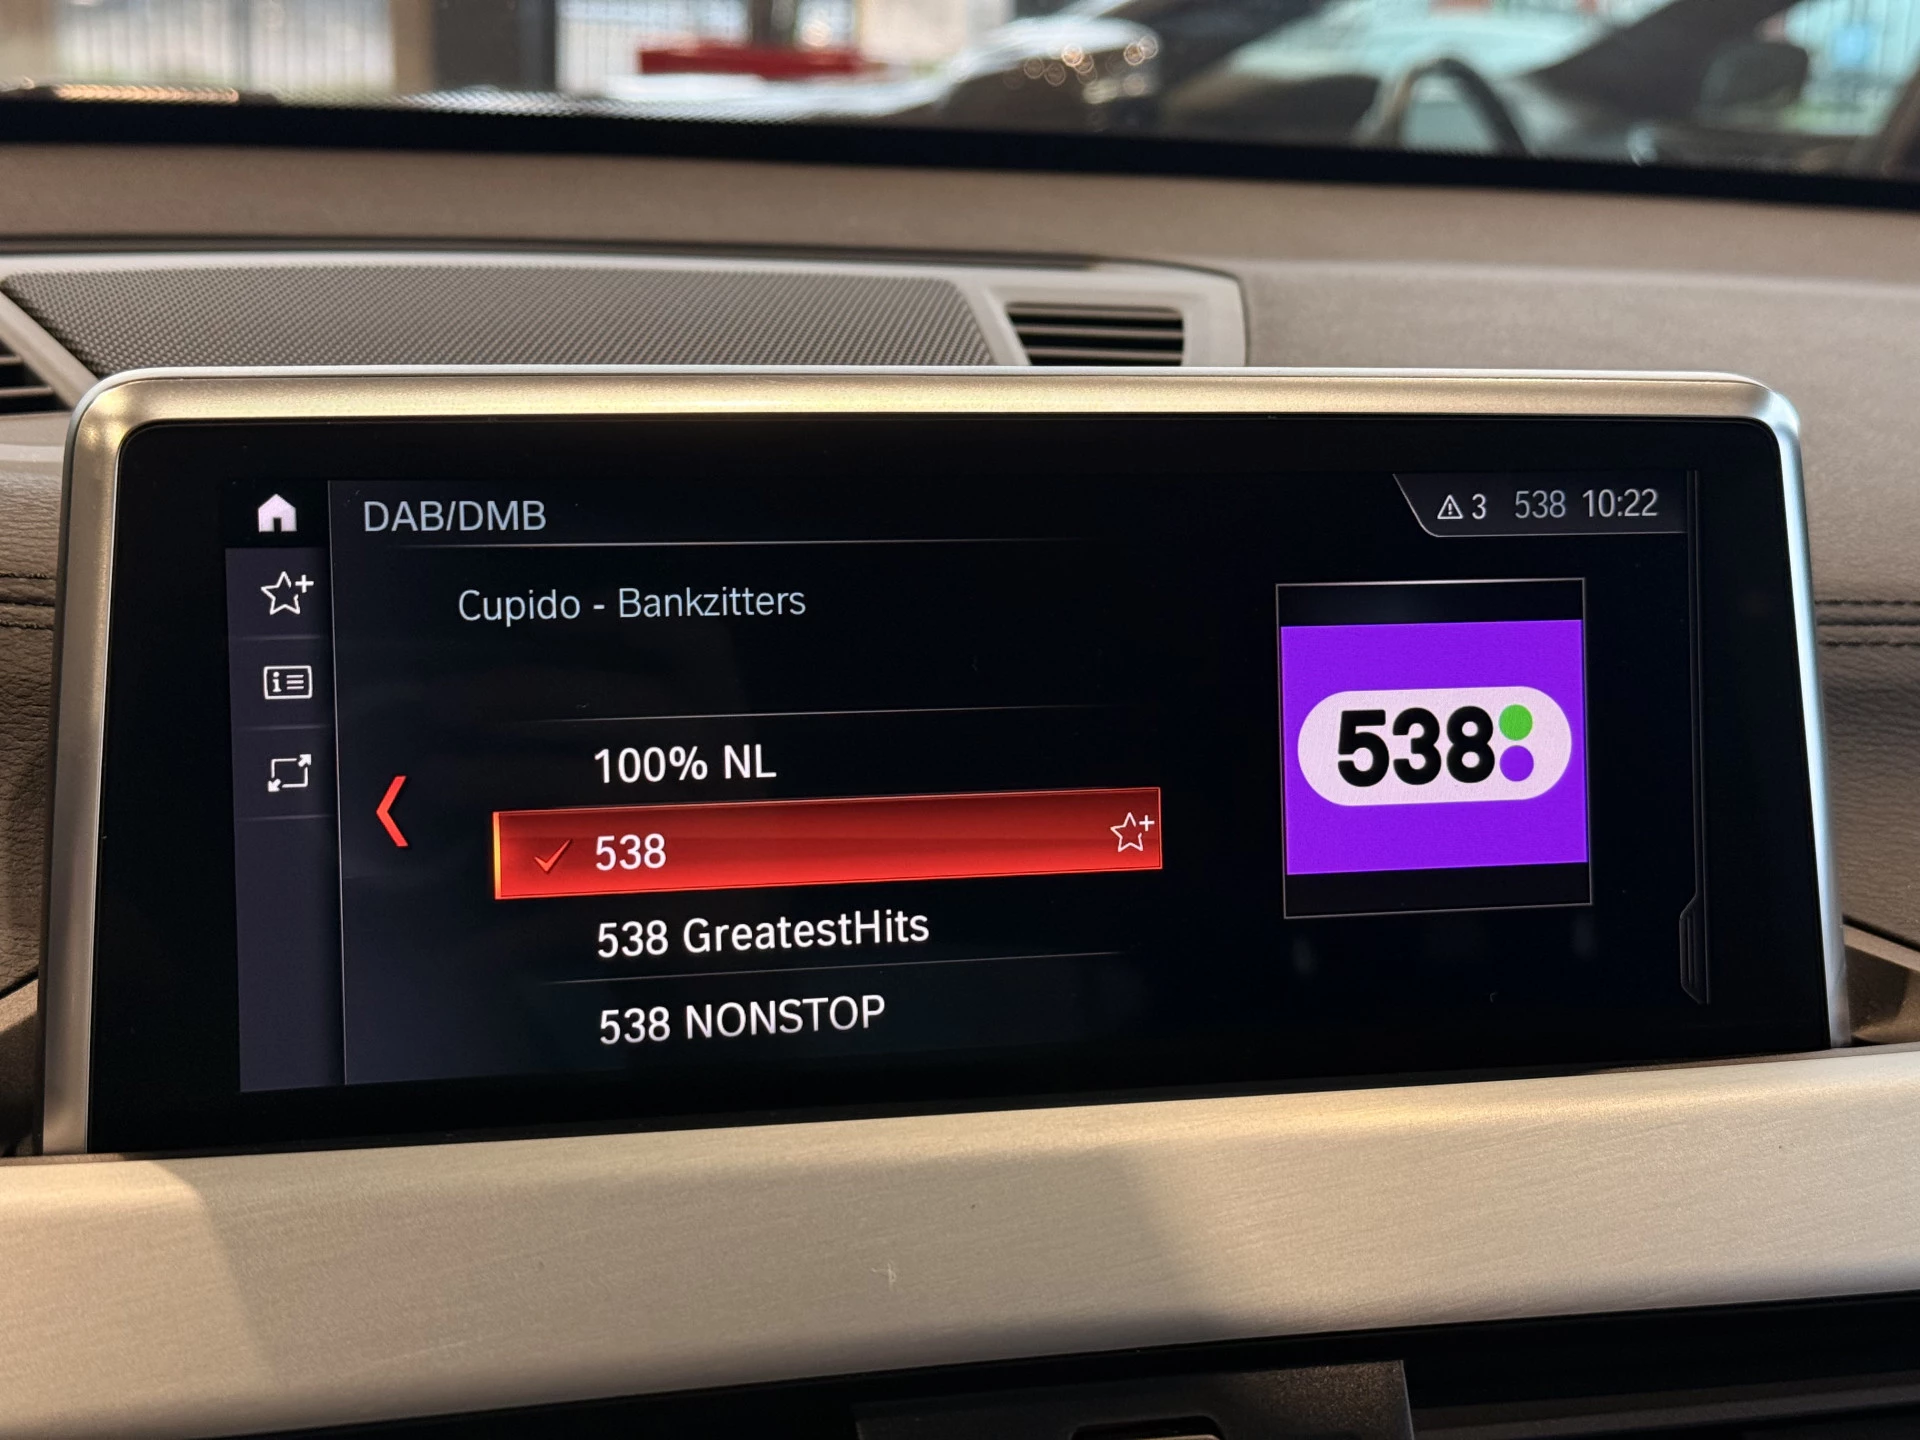 DAB/DMB
3 538 10:22
Cupido - Bankzitters
100% NL
538
538 GreatestHits
538 NONSTOP
538